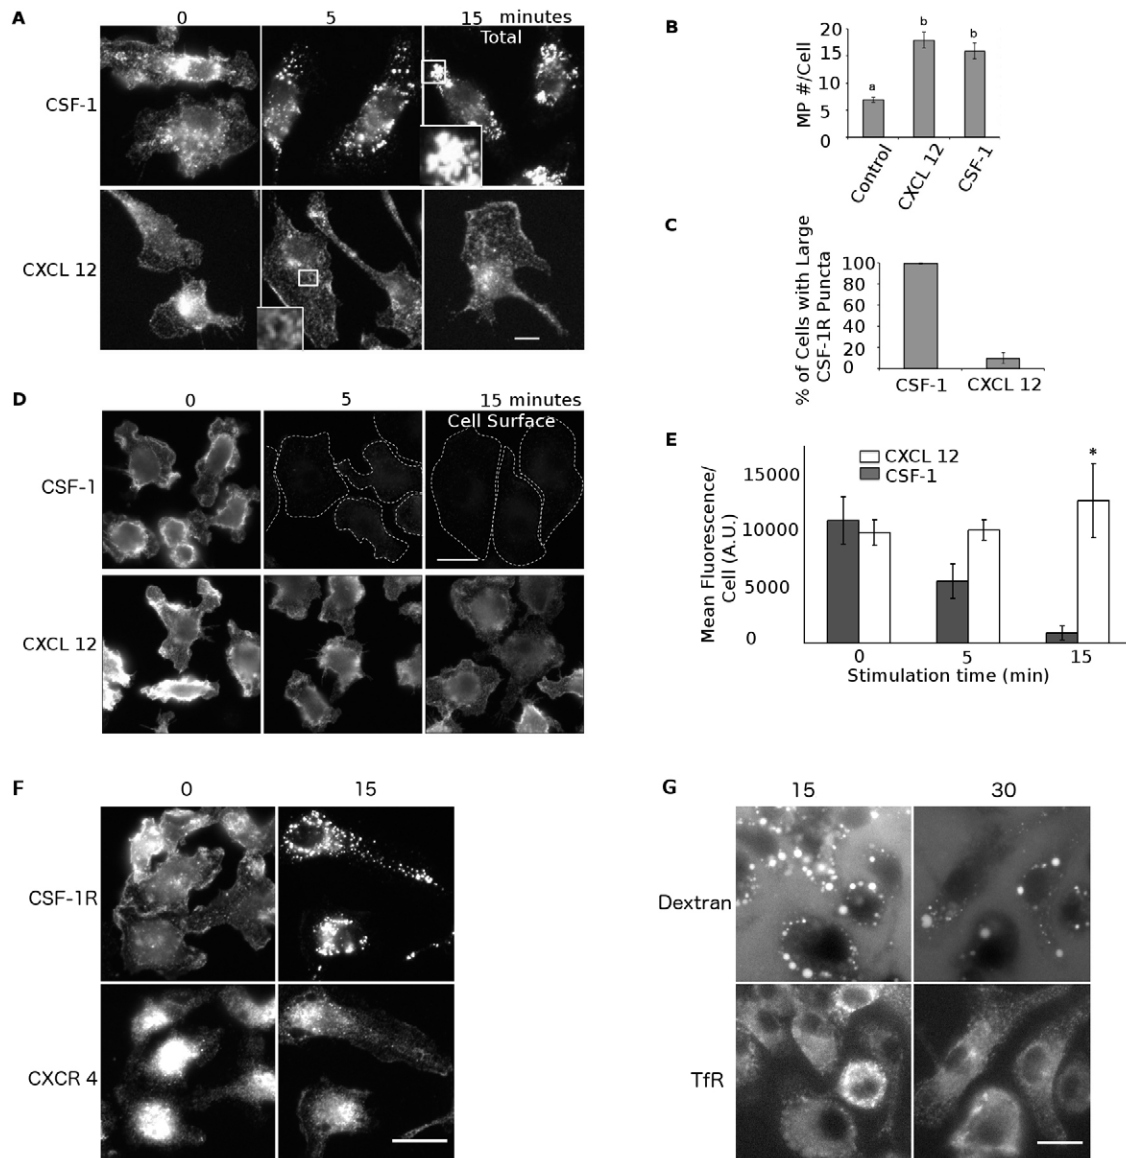 A
0 5 15 minutes
Total
CSF-1
CXCL 12
B
MP #/Cell
20
15
10
5
0
a
b
b
Control
CXCL 12
CSF-1
C
% of Cells with Large
CSF-1R Puncta
100
80
60
40
20
0
CSF-1 CXCL 12
D
0 5 15 minutes
Cell Surface
CSF-1
CXCL 12
E
Mean Fluorescence/
Cell (A.U.)
15000
10000
5000
0
CXCL 12
CSF-1
*
0 5 15
Stimulation time (min)
F
0 15
CSF-1R
CXCR 4
G
15 30
Dextran
TfR